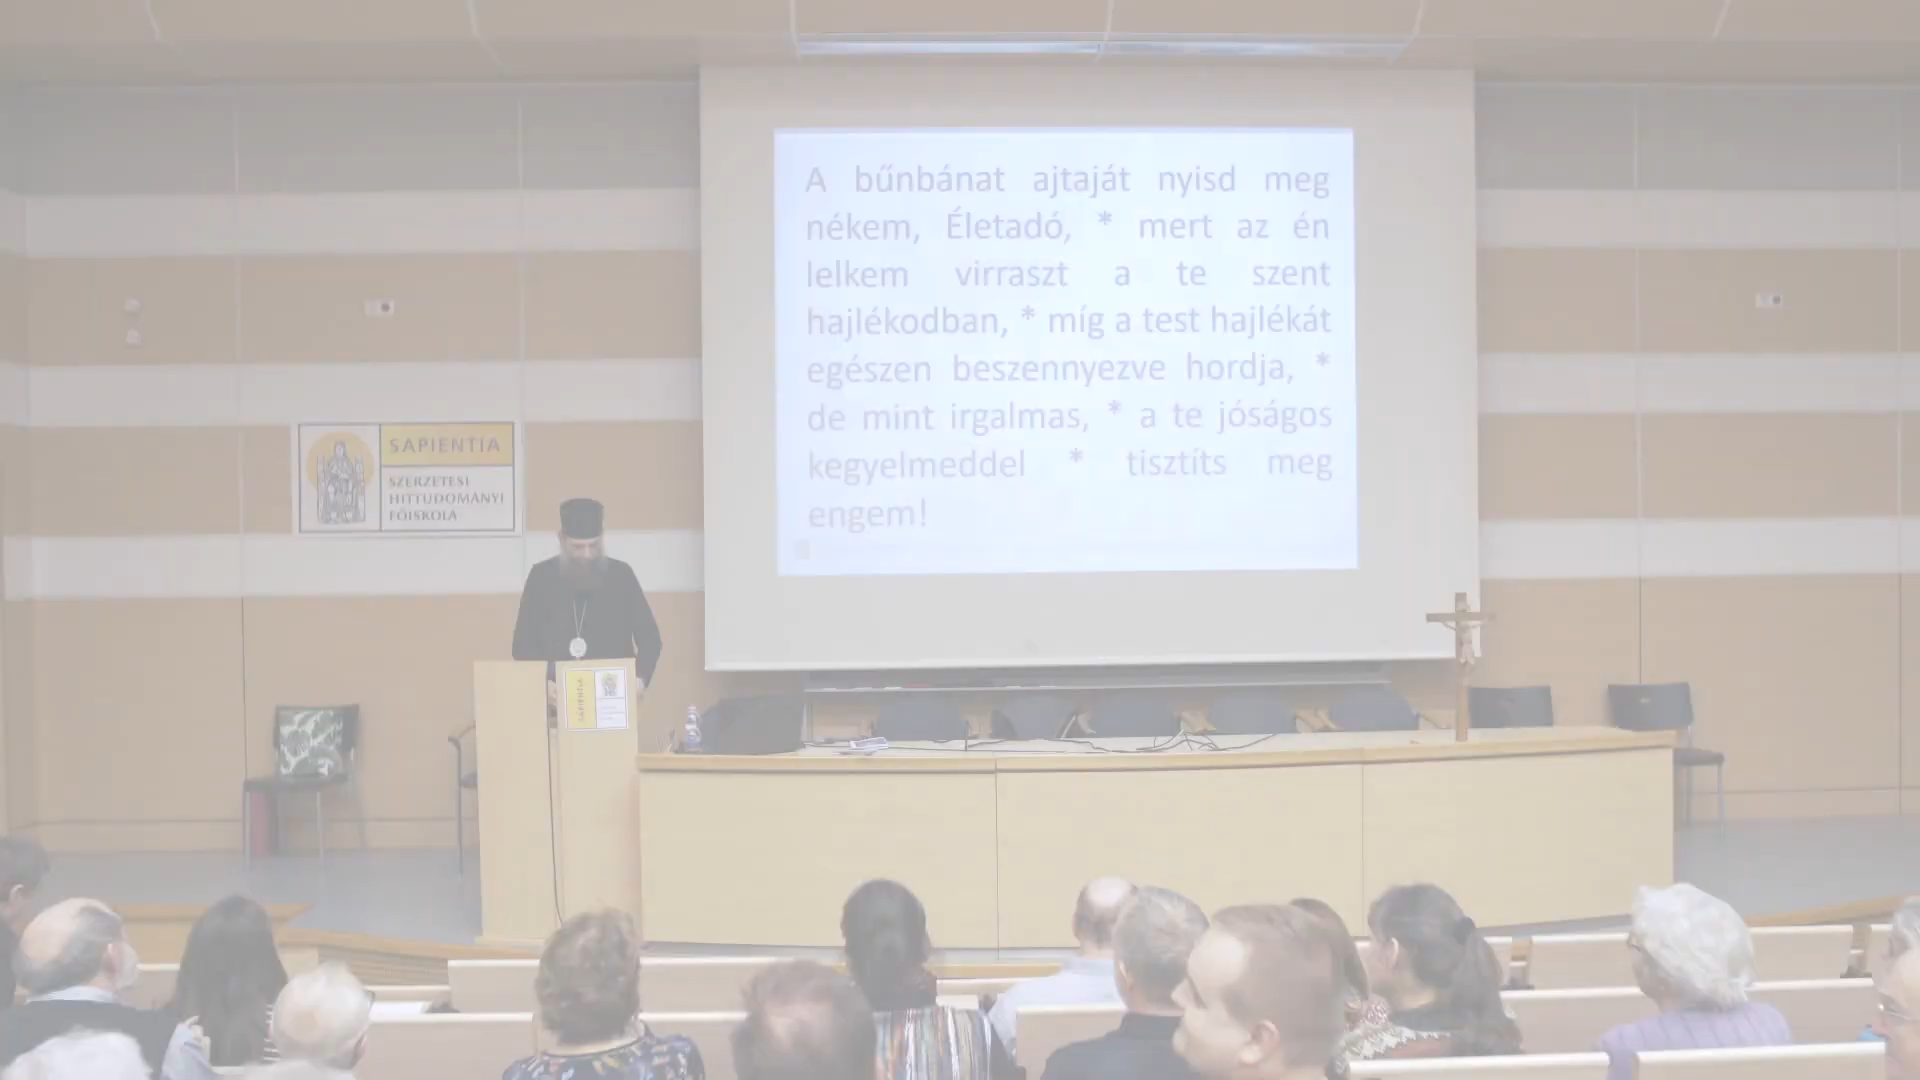 A bűnbánat ajtaját nyisd meg
nékem, Életadó, * mert az én
lelkem virraszt a te szent
hajlékodban, * míg a test hajlékát
egészen beszennyezve hordja, *
de mint irgalmas, * a te jóságos
kegyelmeddel * tisztíts meg
engem!
SAPIENTIA
SZERZETESI
HITTUDOMÁNYI
FŐISKOLA
SAPIENTIA